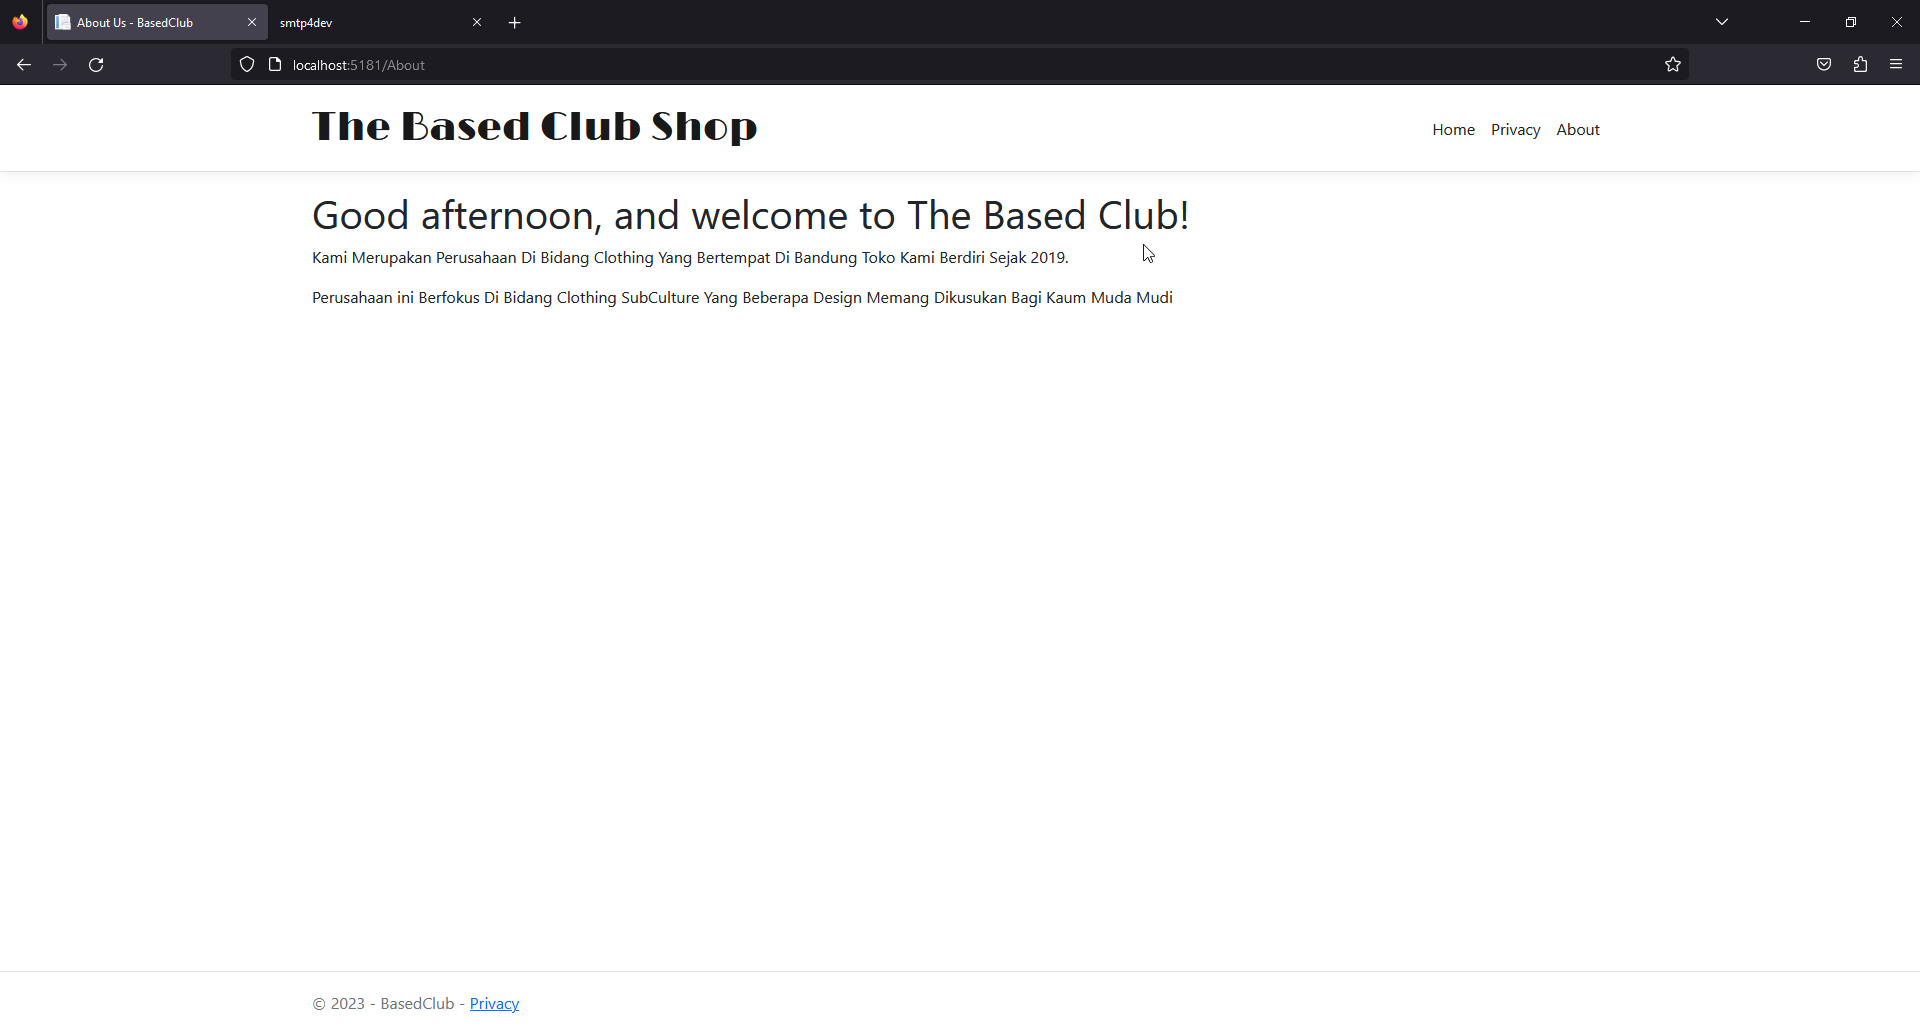 About Us - BasedClub
smtp4dev
localhost:5181/About
The Based Club Shop
Home Privacy About
Good afternoon, and welcome to The Based Club!
Kami Merupakan Perusahaan Di Bidang Clothing Yang Bertempat Di Bandung Toko Kami Berdiri Sejak 2019.
Perusahaan ini Berfokus Di Bidang Clothing SubCulture Yang Beberapa Design Memang Dikusukan Bagi Kaum Muda Mudi
© 2023 - BasedClub - Privacy